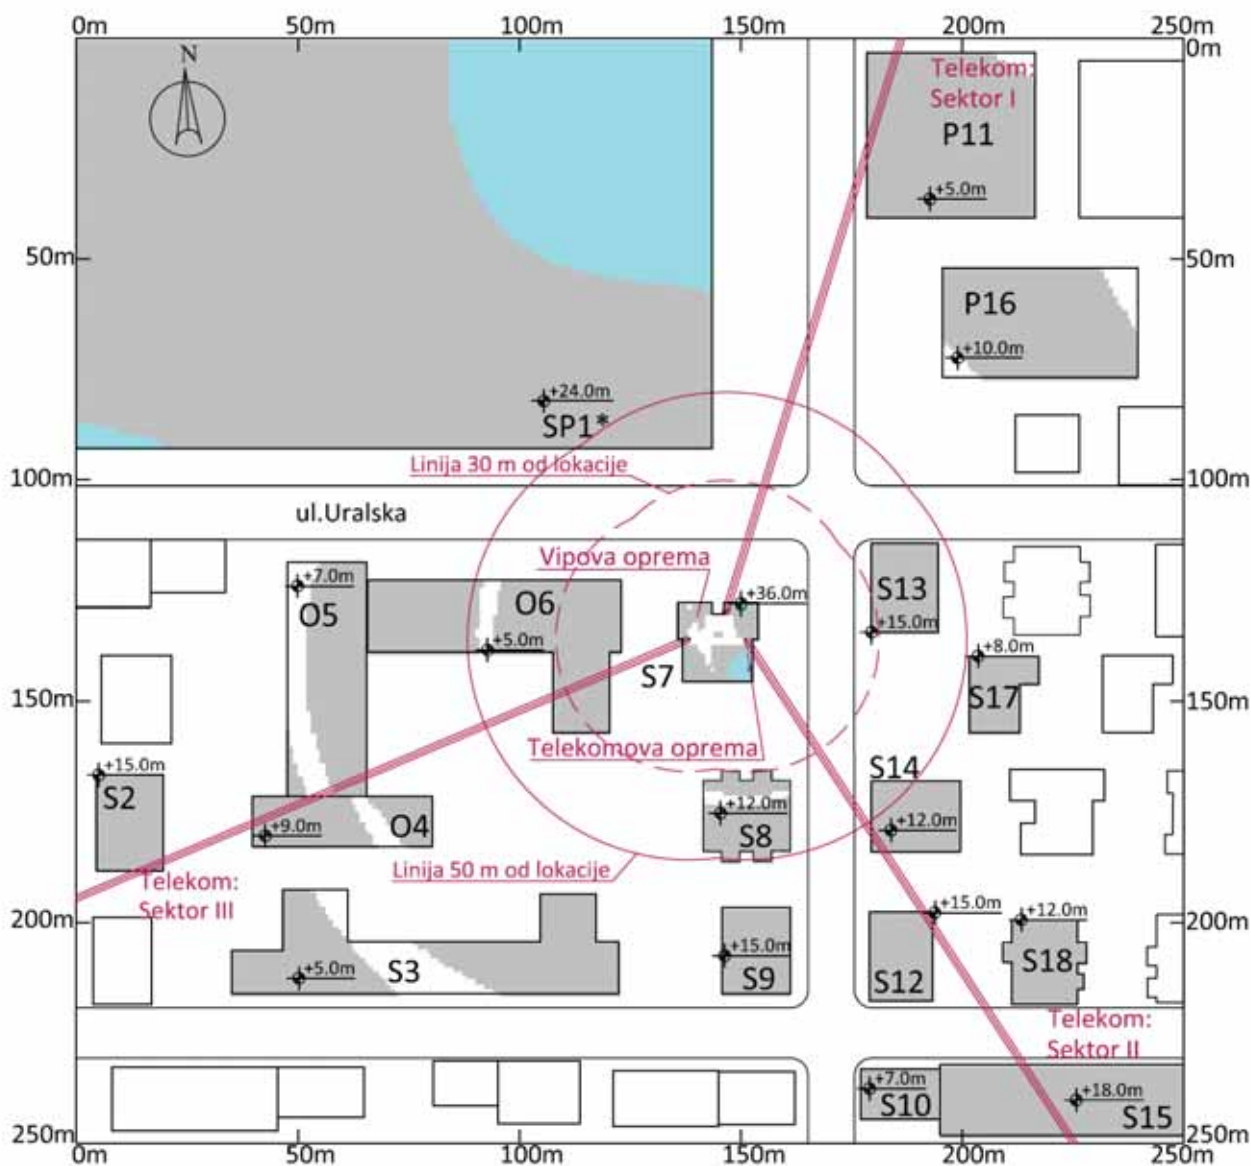 0m 50m 100m 150m 200m 250m
0m
N
Telekom:
Sektor I
P11
+5.0m
50m
50m
P16
+10.0m
+24.0m
SP1*
Linija 30 m od lokacije
100m
100m
ul.Uralska
Vipova oprema
+7.0m
O5
O6
+5.0m
+36.0m
S7
S13
+15.0m
+8.0m
S17
150m
150m
Telekomova oprema
+15.0m
S2
+9.0m
O4
+12.0m
S8
S14
+12.0m
Linija 50 m od lokacije
Telekom:
Sektor III
200m
200m
+5.0m
S3
+15.0m
S9
+15.0m
S12
+12.0m
S18
Telekom:
Sektor II
+7.0m
S10
+18.0m
S15
250m
250m
0m 50m 100m 150m 200m 250m